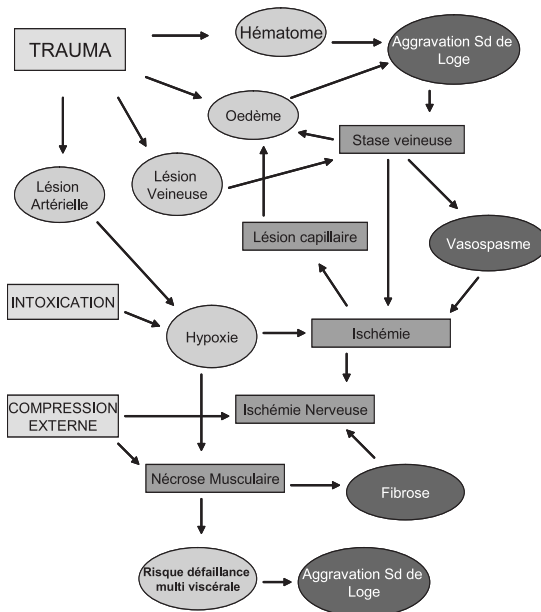 TRAUMA
Hématome
Aggravation Sd de
Loge
Oedème
Stase veineuse
Lésion
Artérielle
Lésion
Veineuse
Lésion capillaire
Vasospasme
INTOXICATION
Hypoxie
Ischémie
COMPRESSION
EXTERNE
Ischémie Nerveuse
Nécrose Musculaire
Fibrose
Risque défaillance
multi viscérale
Aggravation Sd de
Loge